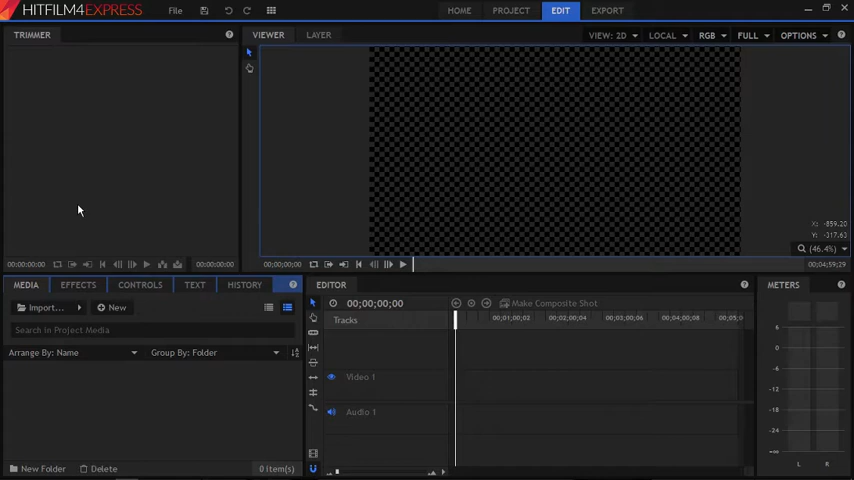 HITFILM4EXPRESS
File
HOME
PROJECT
EDIT
EXPORT
TRIMMER
VIEWER
LAYER
VIEW: 2D
LOCAL
RGB
FULL
OPTIONS
X: -859.20
Y: -317.63
(46.4%)
00:00:00:00
00:00:00:00
00;00;00;00
00;04;59;29
MEDIA
EFFECTS
CONTROLS
TEXT
HISTORY
EDITOR
METERS
Import...
New
00;00;00;00
Make Composite Shot
Search in Project Media
Tracks
00;01;00;02
00;02;00;04
00;03;00;06
00;04;00;08
00;05;0
Arrange By: Name
Group By: Folder
Video 1
Audio 1
6
0
-6
-12
-18
-24
-∞
L
R
New Folder
Delete
0 item(s)